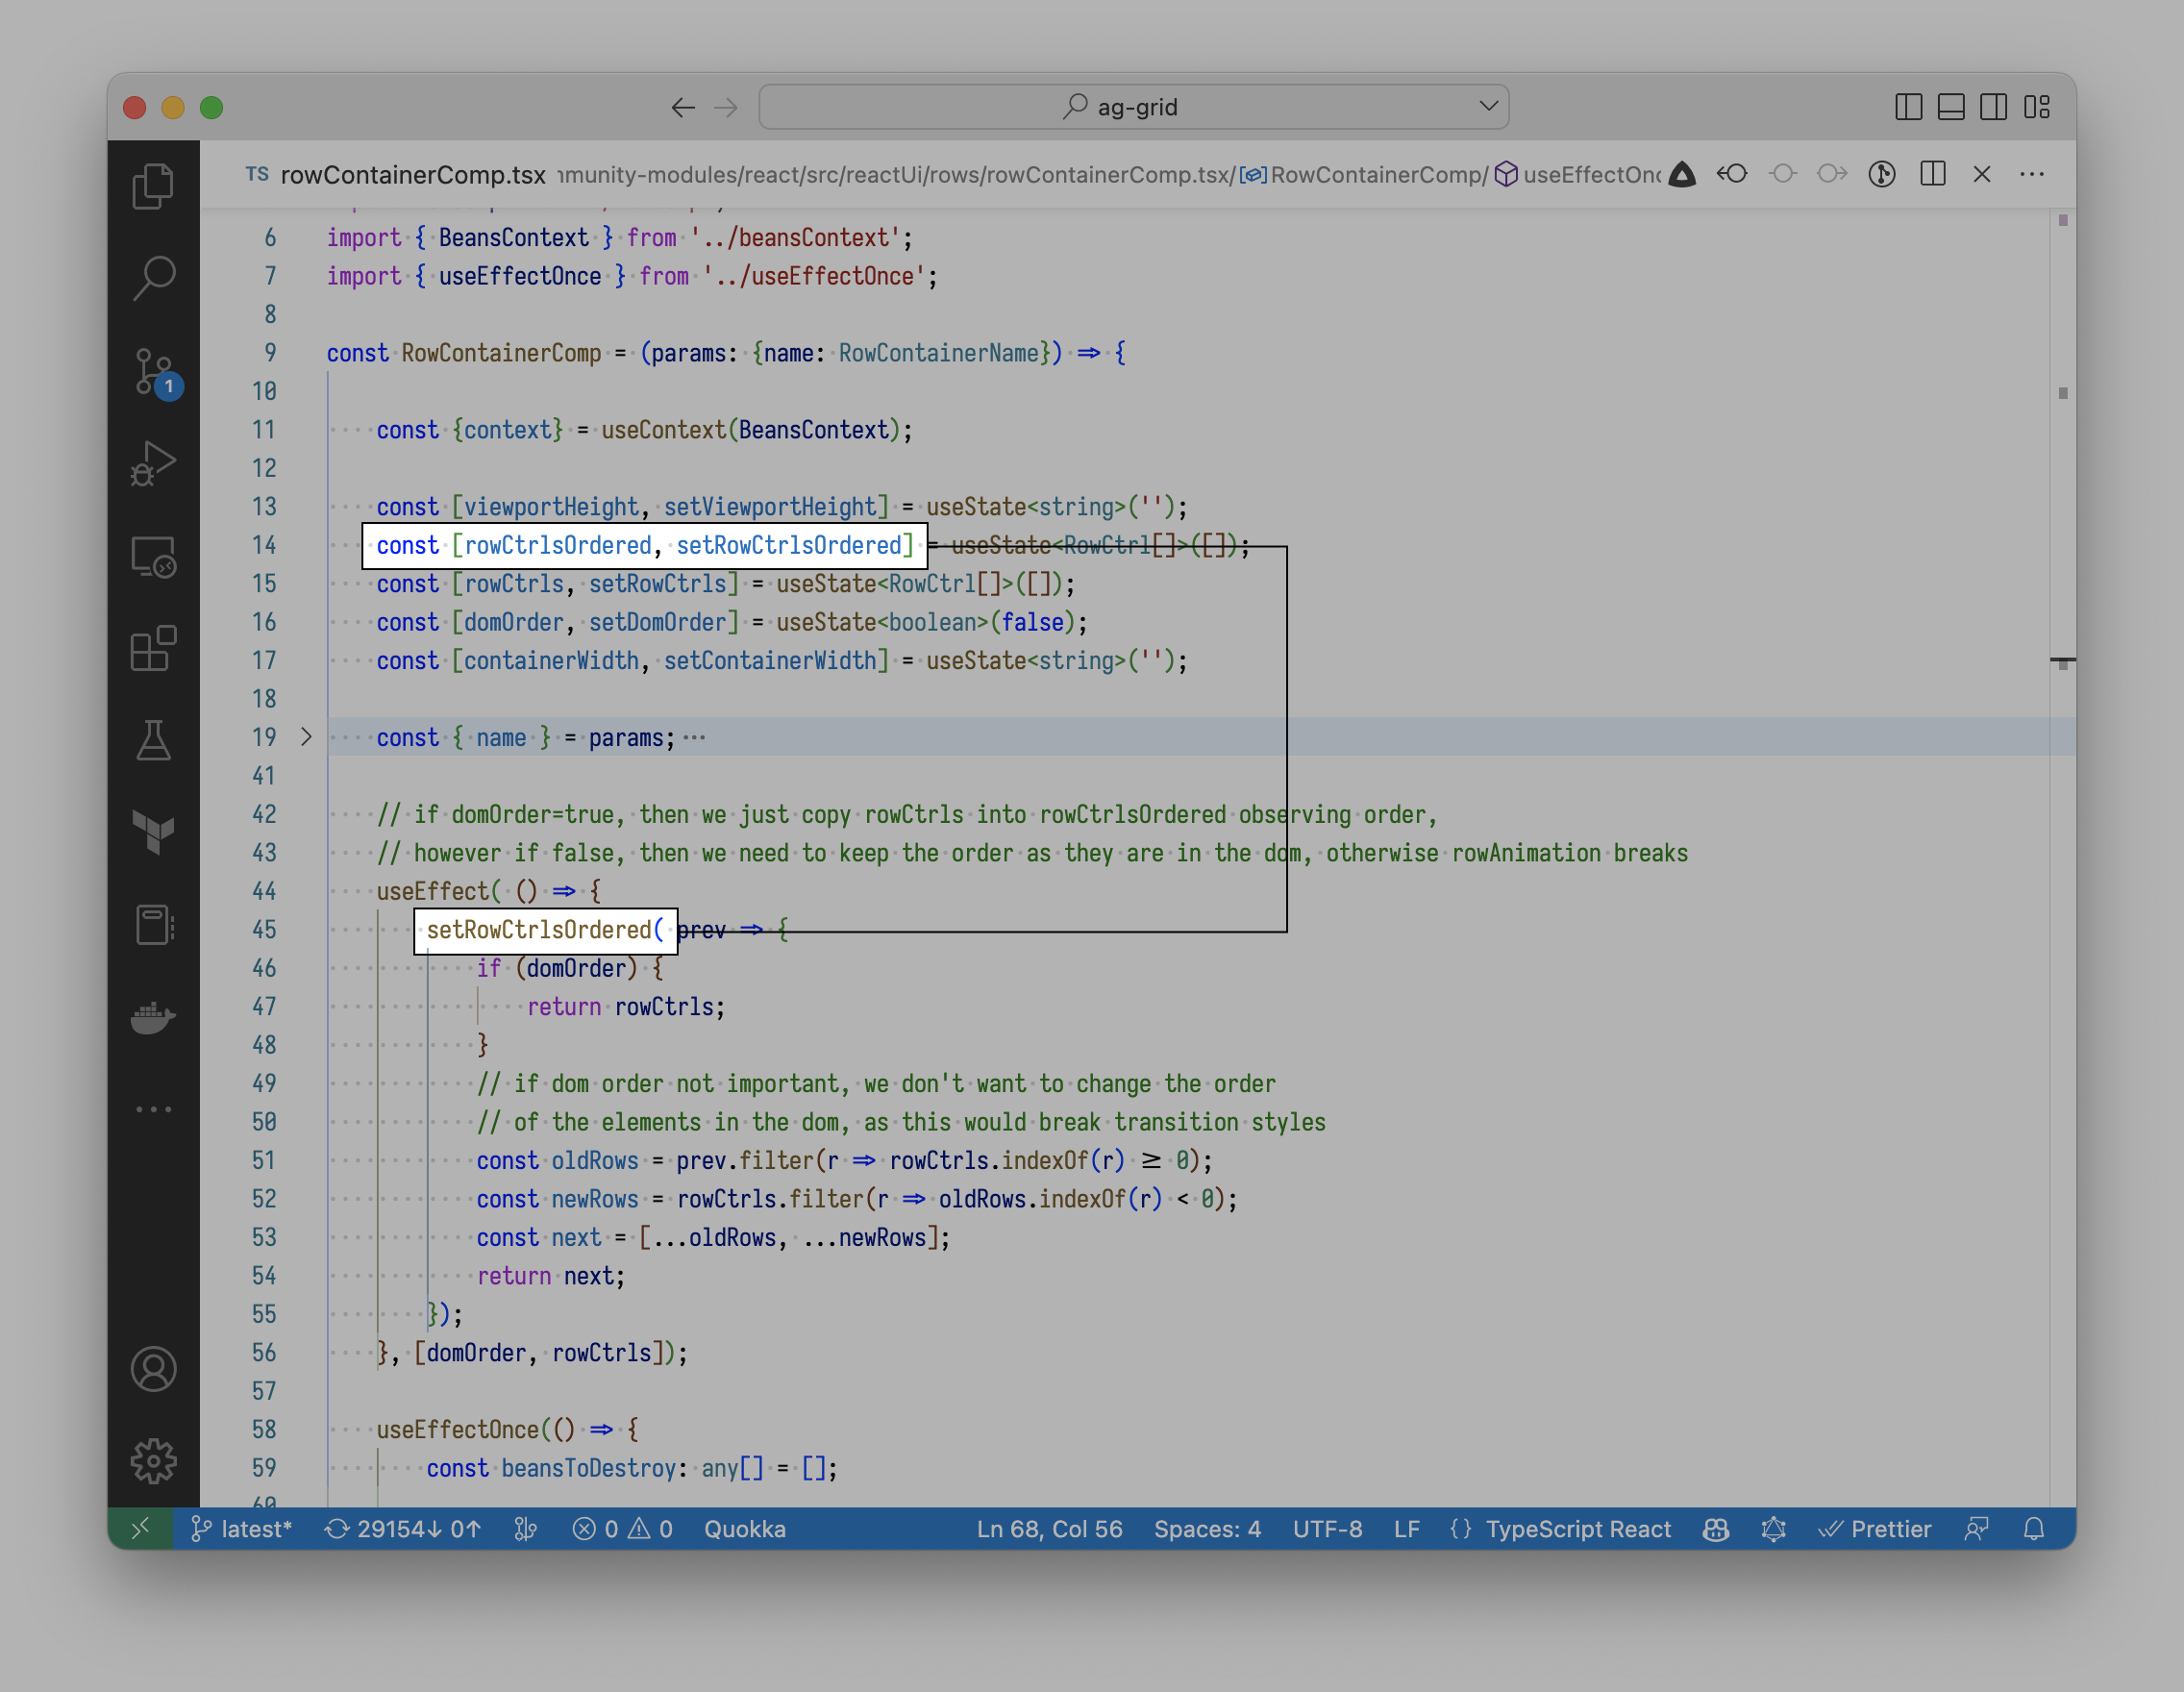 ag-grid
TS rowContainerComp.tsx munity-modules/react/src/reactUi/rows/rowContainerComp.tsx/ RowContainerComp/ useEffectOnc
6 import { BeansContext } from '../beansContext';
7 import { useEffectOnce } from '../useEffectOnce';
8
9 const RowContainerComp = (params: {name: RowContainerName}) => {
10
11 const {context} = useContext(BeansContext);
12
13 const [viewportHeight, setViewportHeight] = useState<string>('');
14 const [rowCtrlsOrdered, setRowCtrlsOrdered] = useState<RowCtrl[]>([]);
15 const [rowCtrls, setRowCtrls] = useState<RowCtrl[]>([]);
16 const [domOrder, setDomOrder] = useState<boolean>(false);
17 const [containerWidth, setContainerWidth] = useState<string>('');
18
19 const { name } = params; ⋯
41
42 // if domOrder=true, then we just copy rowCtrls into rowCtrlsOrdered observing order,
43 // however if false, then we need to keep the order as they are in the dom, otherwise rowAnimation breaks
44 useEffect( () => {
45 setRowCtrlsOrdered( prev => {
46 if (domOrder) {
47 return rowCtrls;
48 }
49 // if dom order not important, we don't want to change the order
50 // of the elements in the dom, as this would break transition styles
51 const oldRows = prev.filter(r => rowCtrls.indexOf(r) >= 0);
52 const newRows = rowCtrls.filter(r => oldRows.indexOf(r) < 0);
53 const next = [...oldRows, ...newRows];
54 return next;
55 });
56 }, [domOrder, rowCtrls]);
57
58 useEffectOnce(() => {
59 const beansToDestroy: any[] = [];
60
1
latest* 29154↓ 0↑ 0 0 Quokka Ln 68, Col 56 Spaces: 4 UTF-8 LF {} TypeScript React Prettier